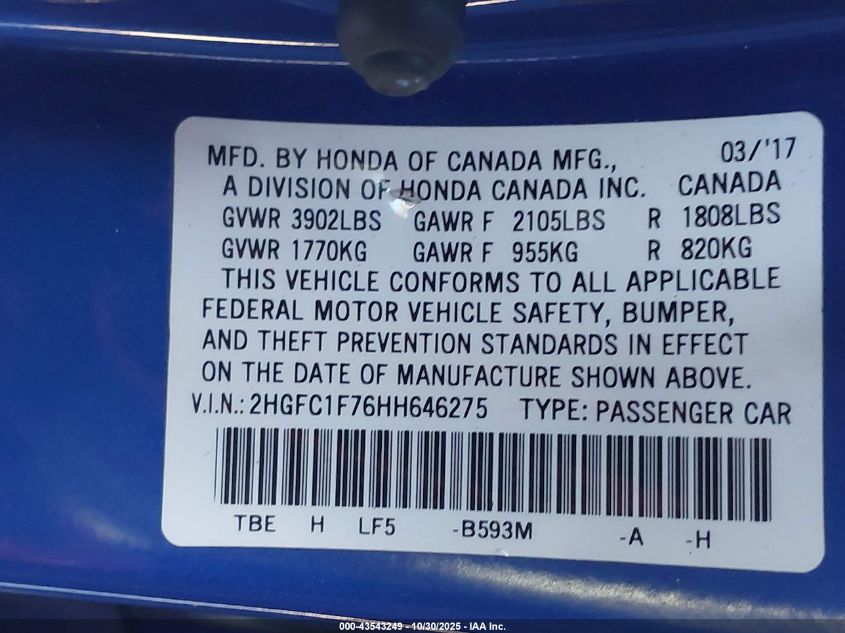 MFD. BY HONDA OF CANADA MFG., 03/'17
A DIVISION OF HONDA CANADA INC. CANADA
GVWR 3902LBS GAWR F 2105LBS R 1808LBS
GVWR 1770KG GAWR F 955KG R 820KG
THIS VEHICLE CONFORMS TO ALL APPLICABLE
FEDERAL MOTOR VEHICLE SAFETY, BUMPER,
AND THEFT PREVENTION STANDARDS IN EFFECT
ON THE DATE OF MANUFACTURE SHOWN ABOVE.
V.I.N.: 2HGFC1F76HH646275 TYPE: PASSENGER CAR
TBE H LF5 -B593M -A -H
000-43543249 - 10/30/2025 - IAA Inc.